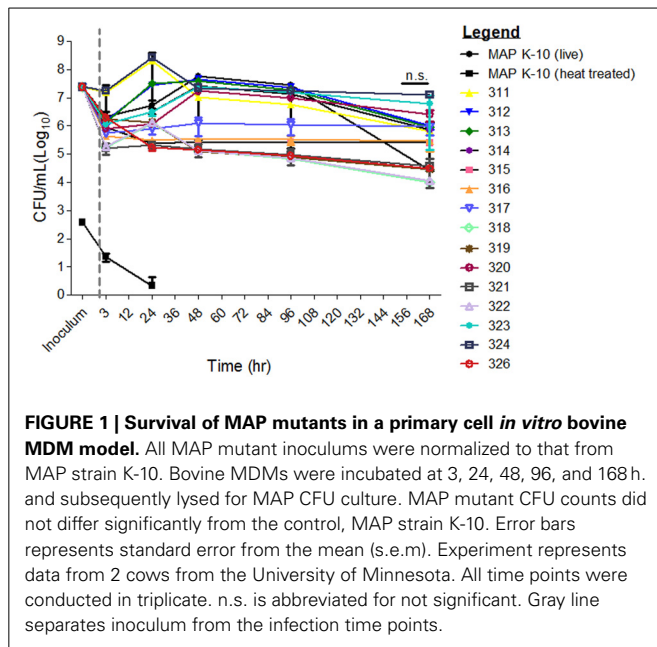 Legend
MAP K-10 (live)
MAP K-10 (heat treated)
311
312
313
314
315
316
317
318
319
320
321
322
323
324
326
n.s.
CFU/mL(Log10)
9
8
7
6
5
4
3
2
1
0
Inoculum 3 12 24 36 48 60 72 84 96 108 120 132 144 156 168
Time (hr)
FIGURE 1 | Survival of MAP mutants in a primary cell in vitro bovine
MDM model. All MAP mutant inoculums were normalized to that from
MAP strain K-10. Bovine MDMs were incubated at 3, 24, 48, 96, and 168 h.
and subsequently lysed for MAP CFU culture. MAP mutant CFU counts did
not differ significantly from the control, MAP strain K-10. Error bars
represents standard error from the mean (s.e.m). Experiment represents
data from 2 cows from the University of Minnesota. All time points were
conducted in triplicate. n.s. is abbreviated for not significant. Gray line
separates inoculum from the infection time points.